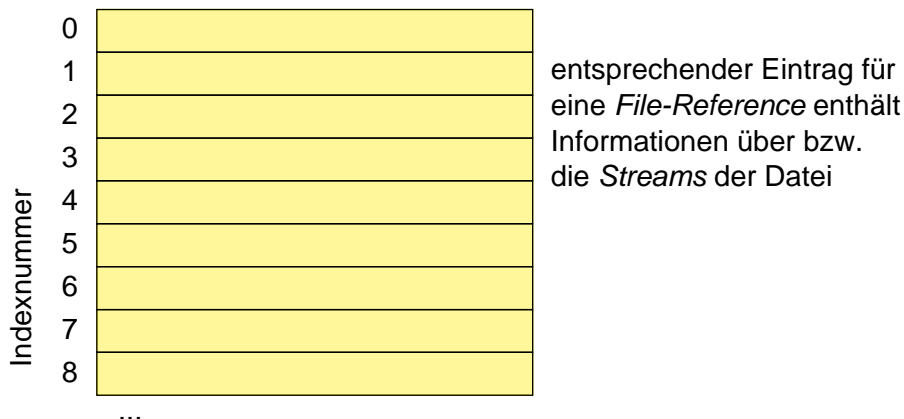 0
1
2
3
4
5
6
7
8
...
Indexnummer
entsprechender Eintrag für
eine File-Reference enthält
Informationen über bzw.
die Streams der Datei